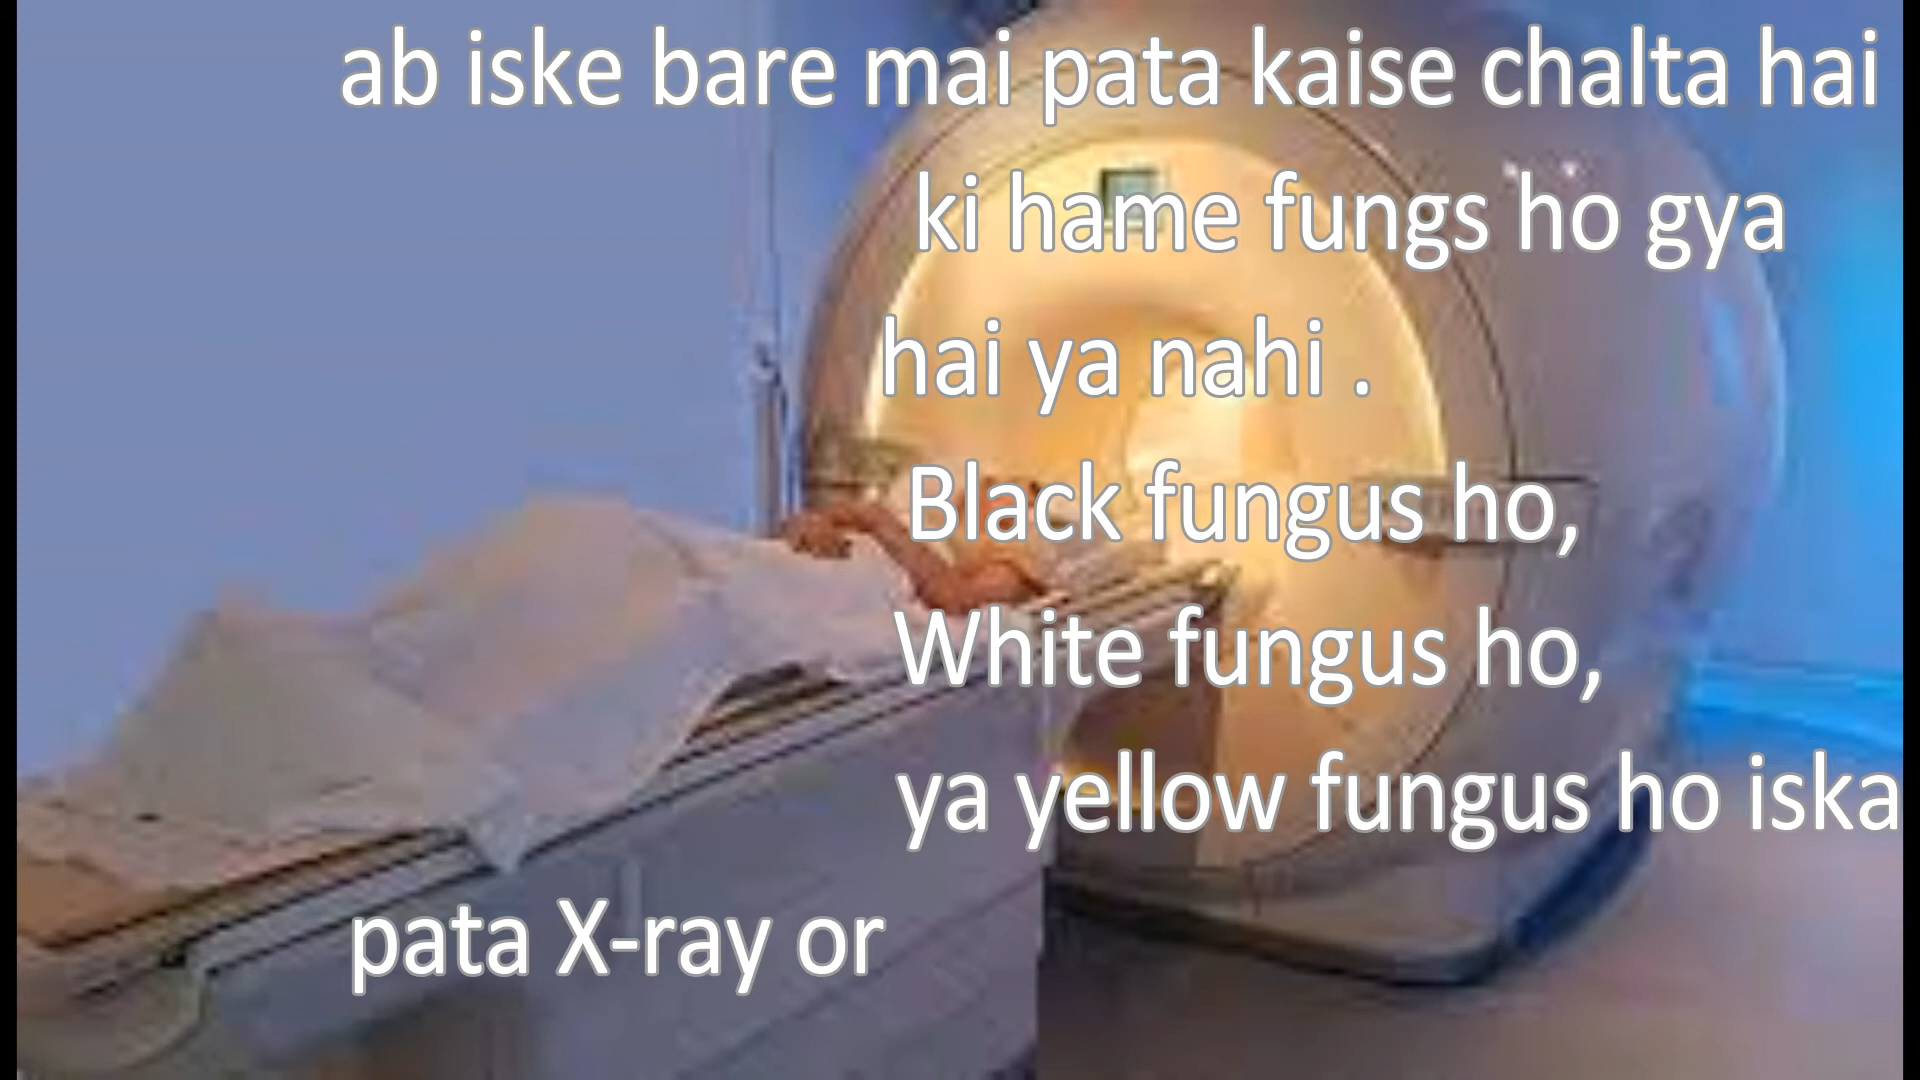 ab iske bare mai pata kaise chalta hai
ki hame fungs ho gya
hai ya nahi .
Black fungus ho,
White fungus ho,
ya yellow fungus ho iska
pata X-ray or